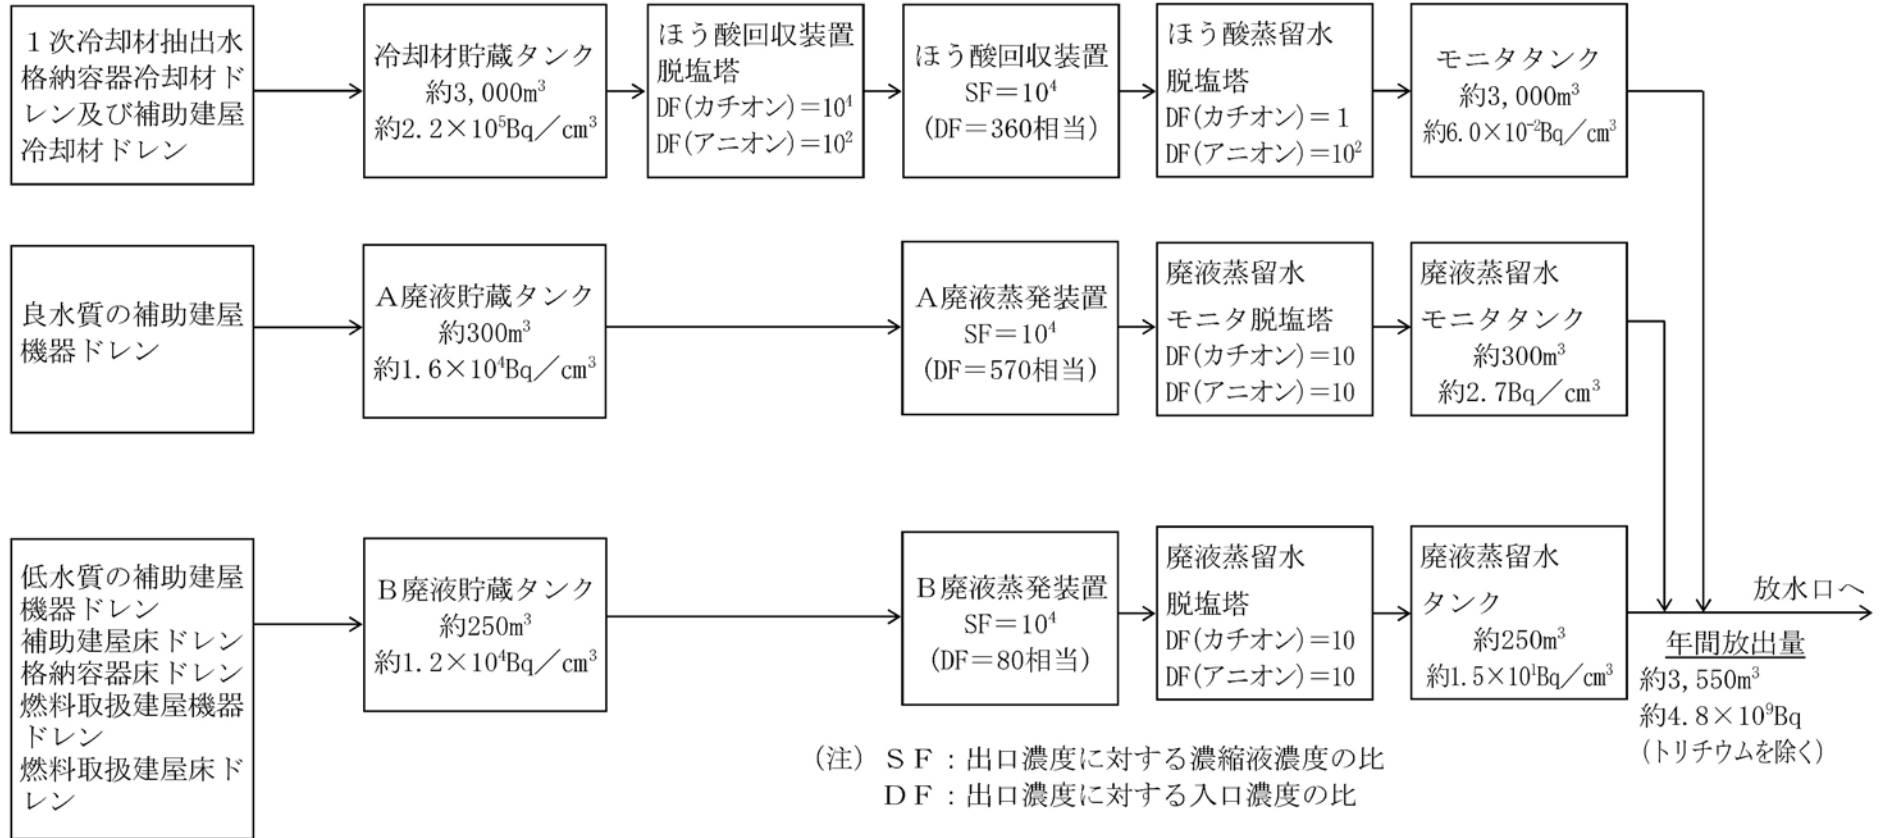 1次冷却材抽出水
格納容器冷却材ド
レン及び補助建屋
冷却材ドレン
冷却材貯蔵タンク
約3,000m³
約2.2×10⁵Bq／cm³
ほう酸回収装置
脱塩塔
DF(カチオン)＝10⁴
DF(アニオン)＝10²
ほう酸回収装置
SF＝10⁴
(DF＝360相当)
ほう酸蒸留水
脱塩塔
DF(カチオン)＝1
DF(アニオン)＝10²
モニタタンク
約3,000m³
約6.0×10⁻²Bq／cm³
良水質の補助建屋
機器ドレン
A廃液貯蔵タンク
約300m³
約1.6×10⁴Bq／cm³
A廃液蒸発装置
SF＝10⁴
(DF＝570相当)
廃液蒸留水
モニタ脱塩塔
DF(カチオン)＝10
DF(アニオン)＝10
廃液蒸留水
モニタタンク
約300m³
約2.7Bq／cm³
低水質の補助建屋
機器ドレン
補助建屋床ドレン
格納容器床ドレン
燃料取扱建屋機器
ドレン
燃料取扱建屋床ド
レン
B廃液貯蔵タンク
約250m³
約1.2×10⁴Bq／cm³
B廃液蒸発装置
SF＝10⁴
(DF＝80相当)
廃液蒸留水
脱塩塔
DF(カチオン)＝10
DF(アニオン)＝10
廃液蒸留水
タンク
約250m³
約1.5×10¹Bq／cm³
放水口へ
年間放出量
約3,550m³
約4.8×10⁹Bq
(トリチウムを除く)
(注) SF：出口濃度に対する濃縮液濃度の比
DF：出口濃度に対する入口濃度の比